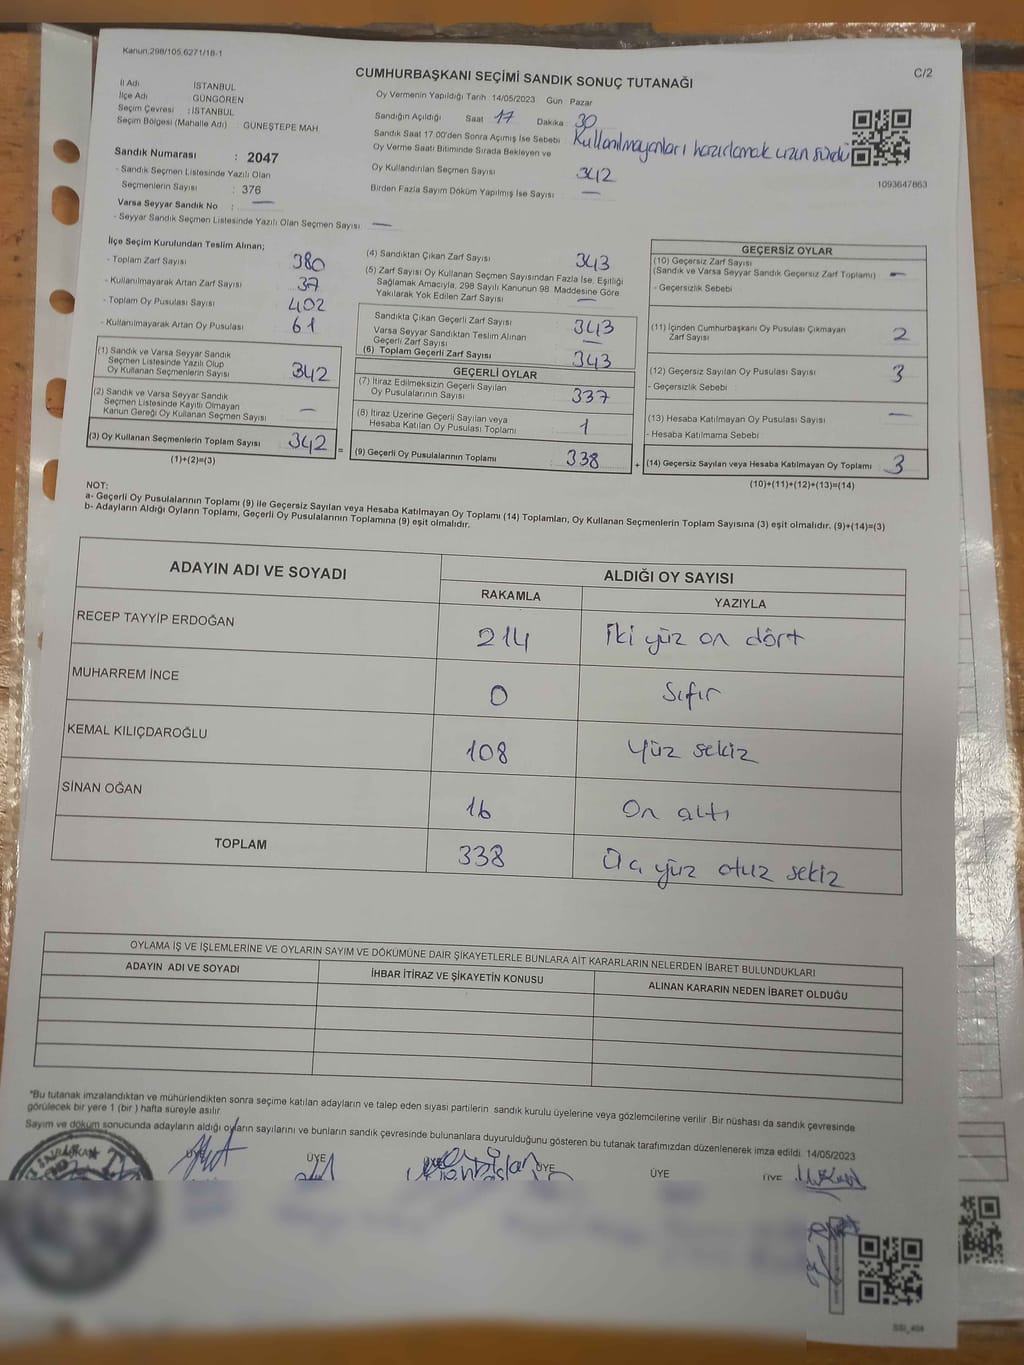 Kanun.298/105,6271/18-1
C/2
CUMHURBAŞKANI SEÇİMİ SANDIK SONUÇ TUTANAĞI
İl Adı İSTANBUL
İlçe Adı GÜNGÖREN
Seçim Çevresi : İSTANBUL
Seçim Bölgesi (Mahalle Adı) : GÜNEŞTEPE MAH
Sandık Numarası : 2047
- Sandık Seçmen Listesinde Yazılı Olan
Seçmenlerin Sayısı : 376
Varsa Seyyar Sandık No : —
- Seyyar Sandık Seçmen Listesinde Yazılı Olan Seçmen Sayısı : —
Oy Vermenin Yapıldığı Tarih : 14/05/2023 Gün Pazar
Sandığın Açıldığı Saat 17 Dakika 30
Sandık Saat 17.00'den Sonra Açımış İse Sebebi Kullanılmayanları hazırlamak uzun sürdü
Oy Verme Saati Bitiminde Sırada Bekleyen ve
Oy Kullandırılan Seçmen Sayısı 342
Birden Fazla Sayım Döküm Yapılmış İse Sayısı —
1093647863
İlçe Seçim Kurulundan Teslim Alınan;
- Toplam Zarf Sayısı 380
- Kullanılmayarak Artan Zarf Sayısı 37
- Toplam Oy Pusulası Sayısı 402
- Kullanılmayarak Artan Oy Pusulası 61
(1) Sandık ve Varsa Seyyar Sandık
Seçmen Listesinde Yazılı Olup
Oy Kullanan Seçmenlerin Sayısı 342
(2) Sandık ve Varsa Seyyar Sandık
Seçmen Listesinde Kayıtlı Olmayan
Kanun Gereği Oy Kullanan Seçmen Sayısı —
(3) Oy Kullanan Seçmenlerin Toplam Sayısı 342 =
(1)+(2)=(3)
(4) Sandıktan Çıkan Zarf Sayısı 343
(5) Zarf Sayısı Oy Kullanan Seçmen Sayısından Fazla İse, Eşitliği
Sağlamak Amacıyla, 298 Sayılı Kanunun 98. Maddesine Göre
Yakılarak Yok Edilen Zarf Sayısı —
Sandıkta Çıkan Geçerli Zarf Sayısı 343
Varsa Seyyar Sandıktan Teslim Alınan
Geçerli Zarf Sayısı —
(6) Toplam Geçerli Zarf Sayısı 343
GEÇERLİ OYLAR
(7) İtiraz Edilmeksizin Geçerli Sayılan
Oy Pusulalarının Sayısı 337
(8) İtiraz Üzerine Geçerli Sayılan veya
Hesaba Katılan Oy Pusulası Toplamı 1
(9) Geçerli Oy Pusulalarının Toplamı 338 +
GEÇERSİZ OYLAR
(10) Geçersiz Zarf Sayısı
(Sandık ve Varsa Seyyar Sandık Geçersiz Zarf Toplamı) —
- Geçersizlik Sebebi
(11) İçinden Cumhurbaşkanı Oy Pusulası Çıkmayan
Zarf Sayısı 2
(12) Geçersiz Sayılan Oy Pusulası Sayısı 3
- Geçersizlik Sebebi :
(13) Hesaba Katılmayan Oy Pusulası Sayısı —
- Hesaba Katılmama Sebebi
(14) Geçersiz Sayılan veya Hesaba Katılmayan Oy Toplamı 3
(10)+(11)+(12)+(13)=(14)
NOT:
a- Geçerli Oy Pusulalarının Toplamı (9) ile Geçersiz Sayılan veya Hesaba Katılmayan Oy Toplamı (14) Toplamları, Oy Kullanan Seçmenlerin Toplam Sayısına (3) eşit olmalıdır. (9)+(14)=(3)
b- Adayların Aldığı Oyların Toplamı, Geçerli Oy Pusulalarının Toplamına (9) eşit olmalıdır.
ADAYIN ADI VE SOYADI ALDIĞI OY SAYISI
RAKAMLA YAZIYLA
RECEP TAYYİP ERDOĞAN 214 İki yüz on dört
MUHARREM İNCE 0 Sıfır
KEMAL KILIÇDAROĞLU 108 Yüz sekiz
SİNAN OĞAN 16 On altı
TOPLAM 338 Üç yüz otuz sekiz
OYLAMA İŞ VE İŞLEMLERİNE VE OYLARIN SAYIM VE DÖKÜMÜNE DAİR ŞİKAYETLERLE BUNLARA AİT KARARLARIN NELERDEN İBARET BULUNDUKLARI
ADAYIN ADI VE SOYADI İHBAR İTİRAZ VE ŞİKAYETİN KONUSU ALINAN KARARIN NEDEN İBARET OLDUĞU
*Bu tutanak imzalandıktan ve mühürlendikten sonra seçime katılan adayların ve talep eden siyasi partilerin sandık kurulu üyelerine veya gözlemcilerine verilir. Bir nüshası da sandık çevresinde
görülecek bir yere 1 (bir) hafta süreyle asılır.
Sayım ve döküm sonucunda adayların aldığı oyların sayılarını ve bunların sandık çevresinde bulunanlara duyurulduğunu gösteren bu tutanak tarafımızdan düzenlenerek imza edildi. 14/05/2023
ÜYE ÜYE ÜYE ÜYE ÜYE